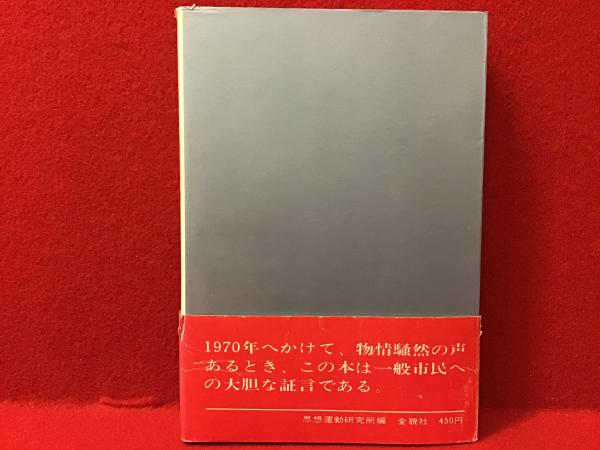 1970年へかけて、物情騒然の声
あるとき、この本は一般市民へ
の大胆な証言である。
思想運動研究所編 全貌社 450円